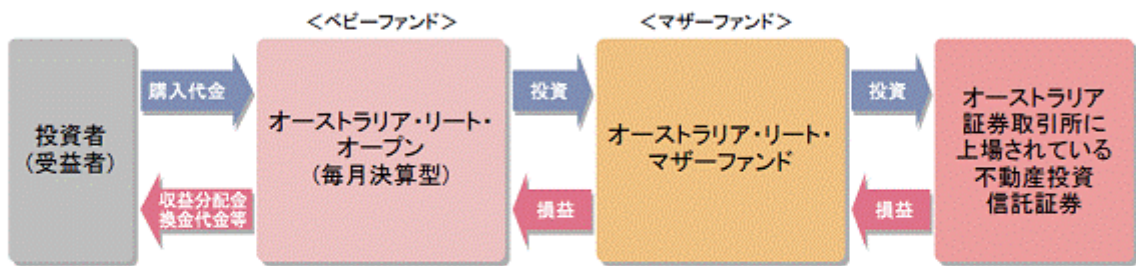 ＜ベビーファンド＞
＜マザーファンド＞
投資者
(受益者)
購入代金
収益分配金
換金代金等
オーストラリア・リート・
オープン
(毎月決算型)
投資
損益
オーストラリア・リート・
マザーファンド
投資
損益
オーストラリア
証券取引所に
上場されている
不動産投資
信託証券